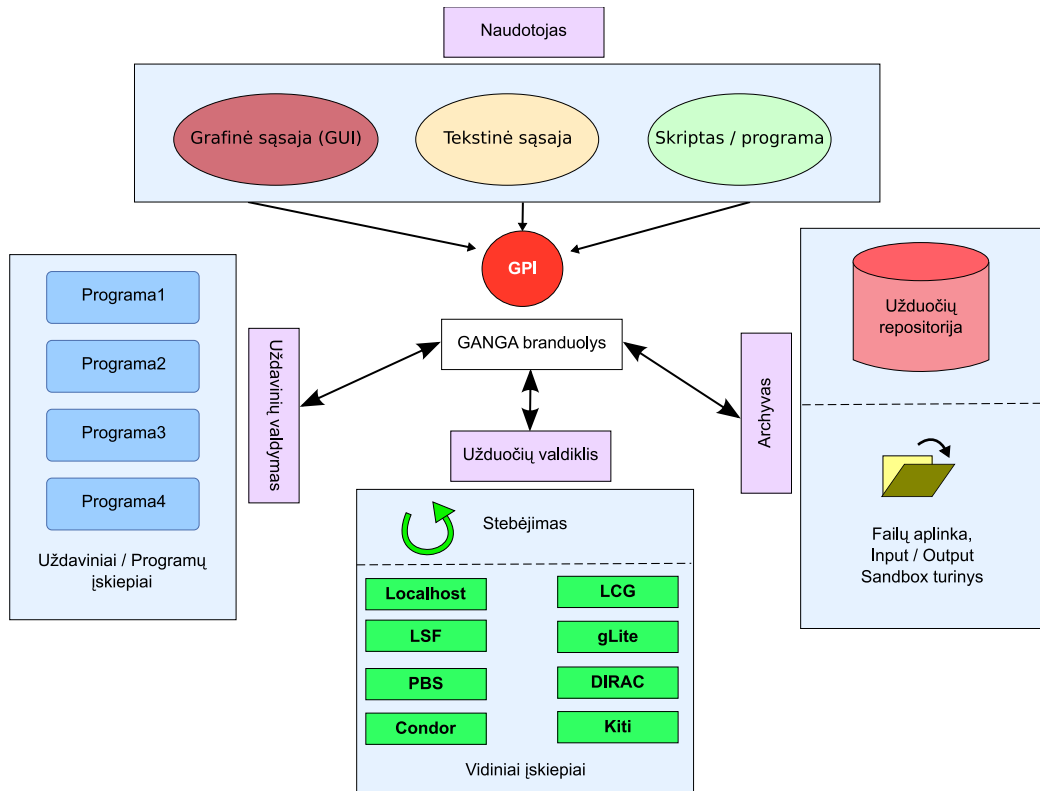 Naudotojas
Grafinė sąsaja (GUI)
Tekstinė sąsaja
Skriptas / programa
GPI
GANGA branduolys
Programa1
Programa2
Programa3
Programa4
Uždaviniai / Programų
įskiepiai
Uždavinių valdymas
Užduočių valdiklis
Archyvas
Užduočių
repositorija
Failų aplinka,
Input / Output
Sandbox turinys
Stebėjimas
Localhost
LCG
LSF
gLite
PBS
DIRAC
Condor
Kiti
Vidiniai įskiepiai